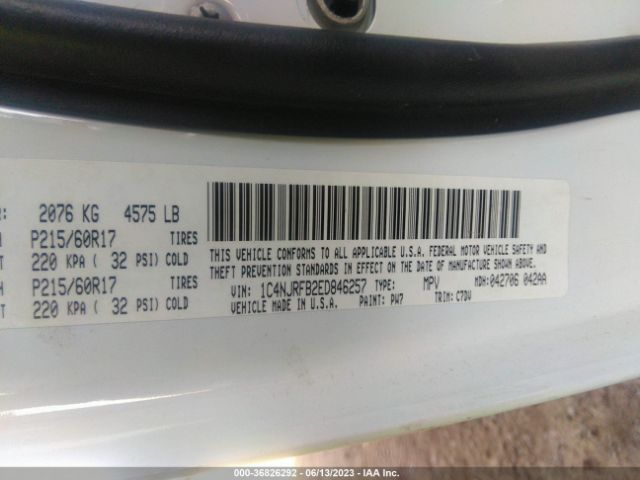 R: 2076 KG 4575 LB
P215/60R17 TIRES
220 KPA ( 32 PSI) COLD
P215/60R17 TIRES
220 KPA ( 32 PSI) COLD
THIS VEHICLE CONFORMS TO ALL APPLICABLE U.S.A. FEDERAL MOTOR VEHICLE SAFETY AND
THEFT PREVENTION STANDARDS IN EFFECT ON THE DATE OF MANUFACTURE SHOWN ABOVE.
VIN: 1C4NJRFB2ED846257 TYPE: MPV MDH: 042706 042AA
VEHICLE MADE IN U.S.A. PAINT: PW7 TRIM: C7DV
000-36826292 - 06/13/2023 - IAA Inc.